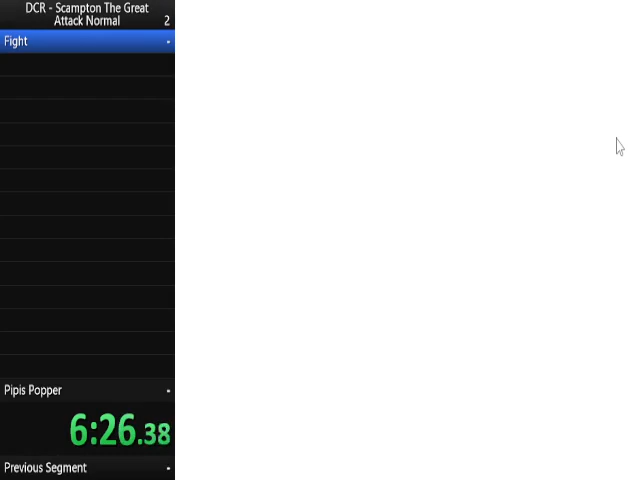 DCR - Scampton The Great
Attack Normal 2
Fight -
Pipis Popper -
6:26.38
Previous Segment -